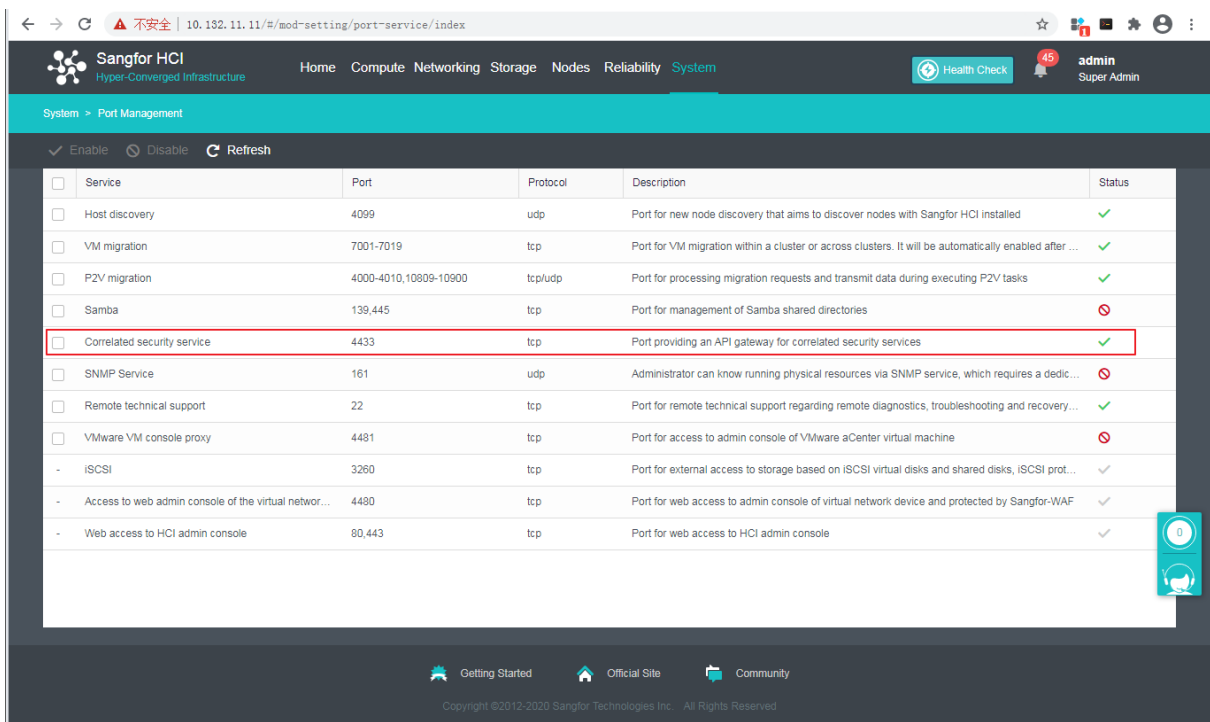 不安全 | 10.132.11.11/#/mod-setting/port-service/index
1
Sangfor HCI
Hyper-Converged Infrastructure
Home Compute Networking Storage Nodes Reliability System
Health Check
45
admin
Super Admin
System > Port Management
Enable Disable Refresh
Service Port Protocol Description Status
Host discovery 4099 udp Port for new node discovery that aims to discover nodes with Sangfor HCI installed
VM migration 7001-7019 tcp Port for VM migration within a cluster or across clusters. It will be automatically enabled after ...
P2V migration 4000-4010,10809-10900 tcp/udp Port for processing migration requests and transmit data during executing P2V tasks
Samba 139,445 tcp Port for management of Samba shared directories
Correlated security service 4433 tcp Port providing an API gateway for correlated security services
SNMP Service 161 udp Administrator can know running physical resources via SNMP service, which requires a dedic...
Remote technical support 22 tcp Port for remote technical support regarding remote diagnostics, troubleshooting and recovery...
VMware VM console proxy 4481 tcp Port for access to admin console of VMware aCenter virtual machine
- iSCSI 3260 tcp Port for external access to storage based on iSCSI virtual disks and shared disks, iSCSI prot...
- Access to web admin console of the virtual networ... 4480 tcp Port for web access to admin console of virtual network device and protected by Sangfor-WAF
- Web access to HCI admin console 80,443 tcp Port for web access to HCI admin console
0
Getting Started Official Site Community
Copyright ©2012-2020 Sangfor Technologies Inc. All Rights Reserved